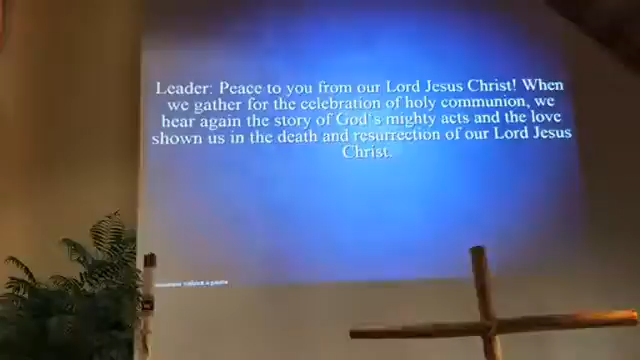 Leader: Peace to you from our Lord Jesus Christ! When
we gather for the celebration of holy communion, we
hear again the story of God's mighty acts and the love
shown us in the death and resurrection of our Lord Jesus
Christ.